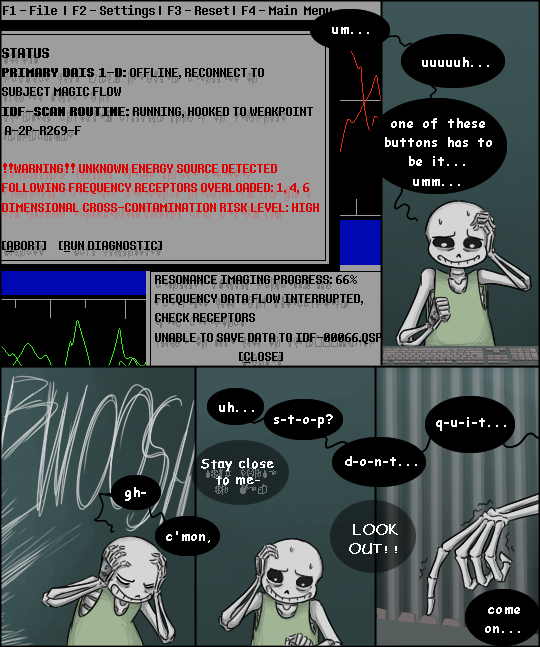 F1 - File | F2 - Settings | F3 - Reset | F4 - Main Menu
STATUS
PRIMARY DAIS 1-D: OFFLINE, RECONNECT TO
SUBJECT MAGIC FLOW
IDF-SCAN ROUTINE: RUNNING, HOOKED TO WEAKPOINT
A-2P-R269-F
!!WARNING!! UNKNOWN ENERGY SOURCE DETECTED
FOLLOWING FREQUENCY RECEPTORS OVERLOADED: 1, 4, 6
DIMENSIONAL CROSS-CONTAMINATION RISK LEVEL: HIGH
[ABORT] [RUN DIAGNOSTIC]
RESONANCE IMAGING PROGRESS: 66%
FREQUENCY DATA FLOW INTERRUPTED,
CHECK RECEPTORS
UNABLE TO SAVE DATA TO IDF-00066.QSP
[CLOSE]
um...
uuuuuh...
one of these
buttons has to
be it...
umm...
FWOOSH
gh-
c'mon,
uh...
s-t-o-p?
Stay close
to me-
d-o-n-t...
q-u-i-t...
LOOK
OUT!!
come
on...